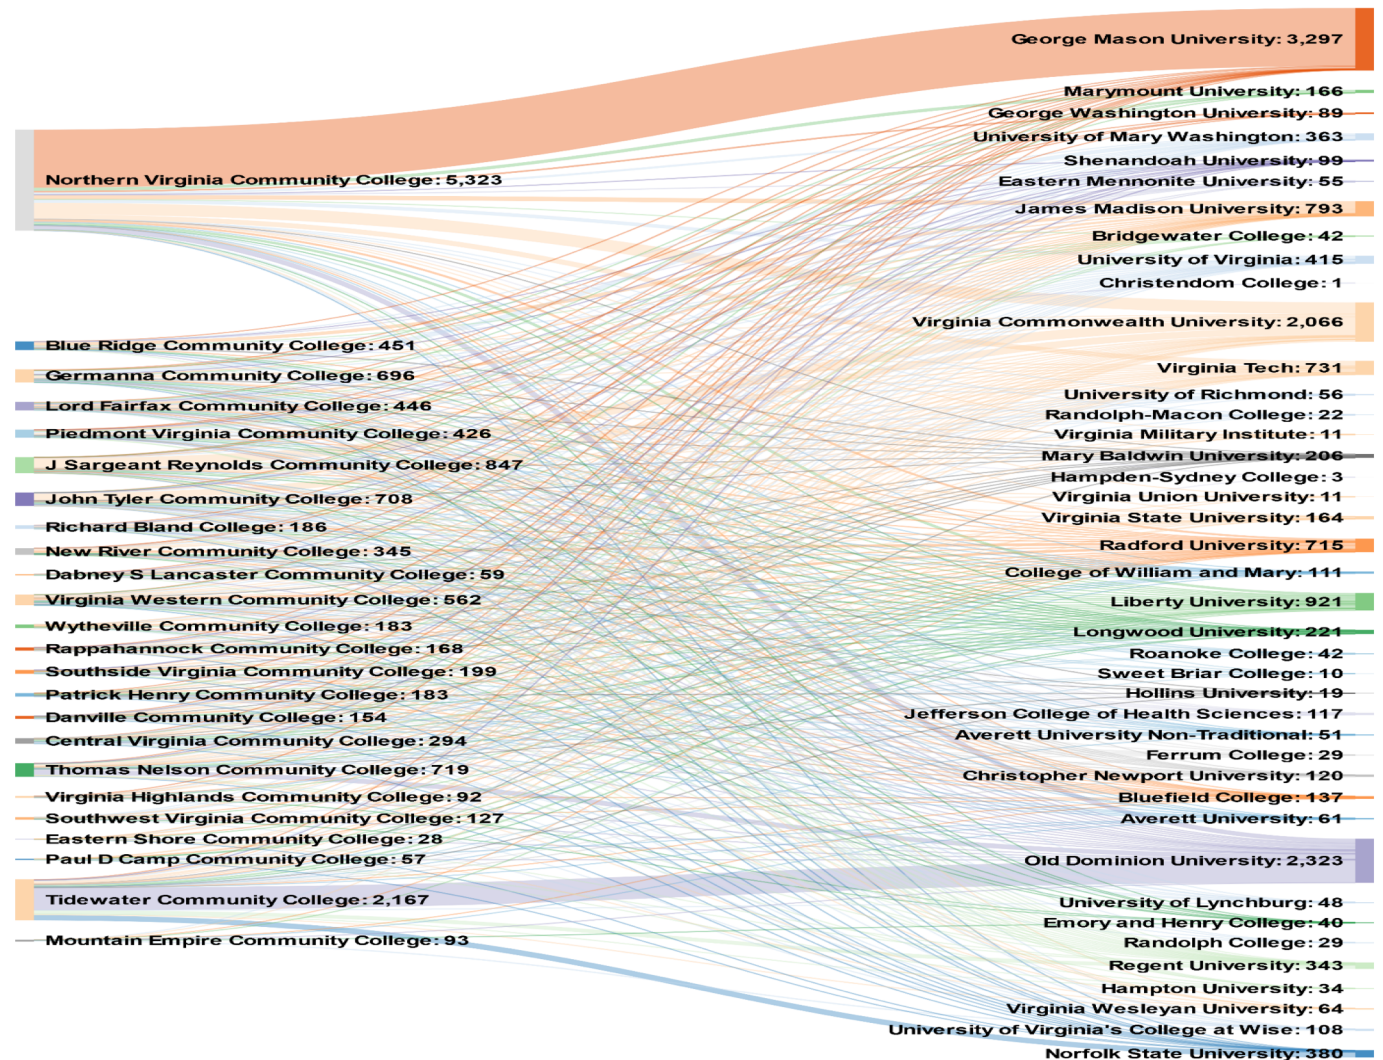 George Mason University: 3,297
Marymount University: 166
George Washington University: 89
University of Mary Washington: 363
Shenandoah University: 99
Northern Virginia Community College: 5,323
Eastern Mennonite University: 55
James Madison University: 793
Bridgewater College: 42
University of Virginia: 415
Christendom College: 1
Virginia Commonwealth University: 2,066
Blue Ridge Community College: 451
Virginia Tech: 731
Germanna Community College: 696
University of Richmond: 56
Lord Fairfax Community College: 446
Randolph-Macon College: 22
Piedmont Virginia Community College: 426
Virginia Military Institute: 11
Mary Baldwin University: 206
J Sargeant Reynolds Community College: 847
Hampden-Sydney College: 3
John Tyler Community College: 708
Virginia Union University: 11
Virginia State University: 164
Richard Bland College: 186
Radford University: 715
New River Community College: 345
College of William and Mary: 111
Dabney S Lancaster Community College: 59
Virginia Western Community College: 562
Liberty University: 921
Wytheville Community College: 183
Longwood University: 221
Rappahannock Community College: 168
Roanoke College: 42
Southside Virginia Community College: 199
Sweet Briar College: 10
Patrick Henry Community College: 183
Hollins University: 19
Danville Community College: 154
Jefferson College of Health Sciences: 117
Averett University Non-Traditional: 51
Central Virginia Community College: 294
Ferrum College: 29
Thomas Nelson Community College: 719
Christopher Newport University: 120
Virginia Highlands Community College: 92
Bluefield College: 137
Southwest Virginia Community College: 127
Averett University: 61
Eastern Shore Community College: 28
Paul D Camp Community College: 57
Old Dominion University: 2,323
Tidewater Community College: 2,167
University of Lynchburg: 48
Emory and Henry College: 40
Mountain Empire Community College: 93
Randolph College: 29
Regent University: 343
Hampton University: 34
Virginia Wesleyan University: 64
University of Virginia's College at Wise: 108
Norfolk State University: 380